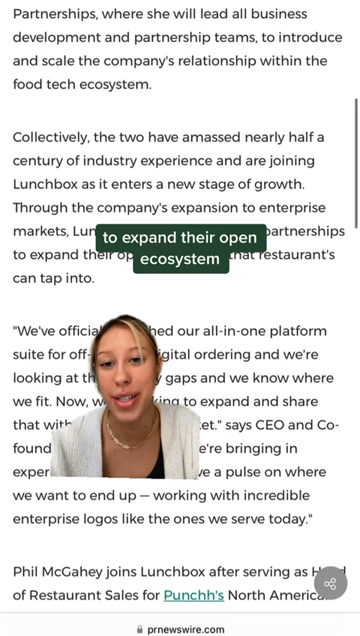 Partnerships, where she will lead all business
development and partnership teams, to introduce
and scale the company's relationship within the
food tech ecosystem.
Collectively, the two have amassed nearly half a
century of industry experience and are joining
Lunchbox as it enters a new stage of growth.
Through the company's expansion to enterprise
markets, Lun partnerships
to expand their op that restaurant's
can tap into.
to expand their open
ecosystem
"We've official hed our all-in-one platform
suite for off- igital ordering and we're
looking at th y gaps and we know where
we fit. Now, w king to expand and share
that with ket." says CEO and Co-
found e're bringing in
exper ve a pulse on where
we want to end up — working with incredible
enterprise logos like the ones we serve today."
Phil McGahey joins Lunchbox after serving as H d
of Restaurant Sales for Punchh's North America
prnewswire.com